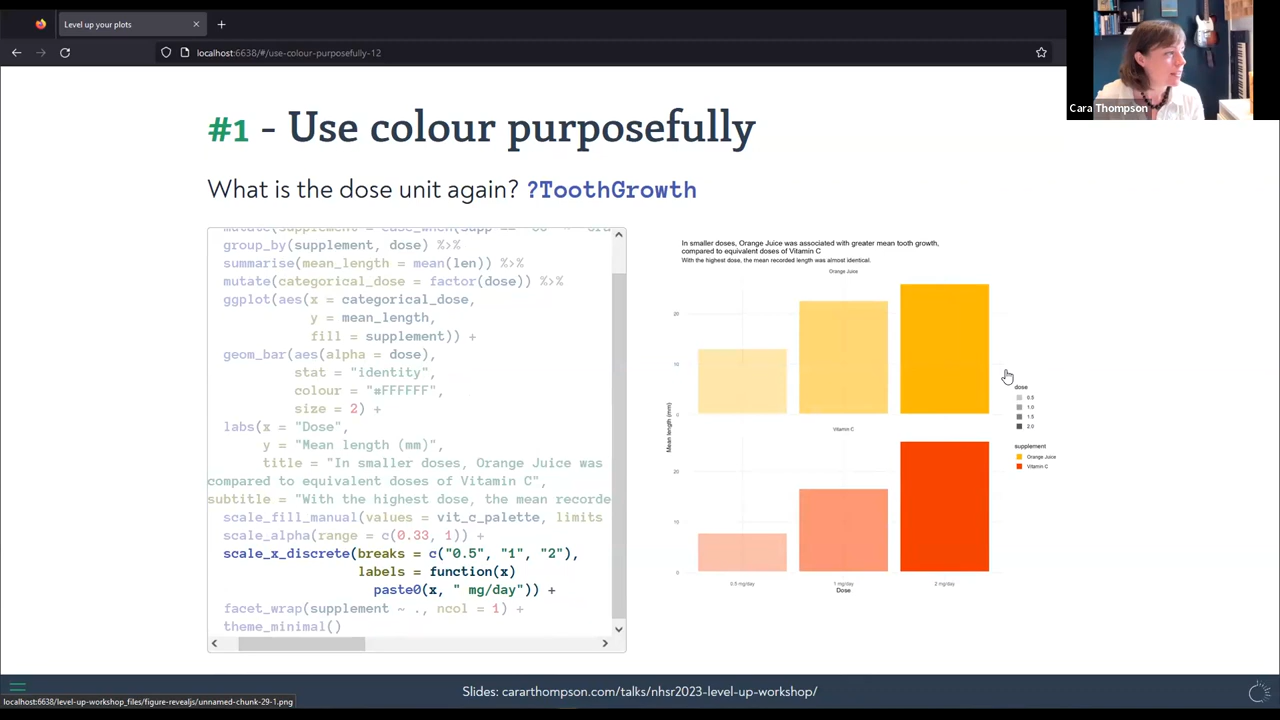 Level up your plots
localhost:6638/#/use-colour-purposefully-12
Cara Thompson
#1 - Use colour purposefully
What is the dose unit again? ?ToothGrowth
group_by(supplement, dose) %>%
summarise(mean_length = mean(len)) %>%
mutate(categorical_dose = factor(dose)) %>%
ggplot(aes(x = categorical_dose,
y = mean_length,
fill = supplement)) +
geom_bar(aes(alpha = dose),
stat = "identity",
colour = "#FFFFFF",
size = 2) +
labs(x = "Dose",
y = "Mean length (mm)",
title = "In smaller doses, Orange Juice was
compared to equivalent doses of Vitamin C",
subtitle = "With the highest dose, the mean recorde
scale_fill_manual(values = vit_c_palette, limits
scale_alpha(range = c(0.33, 1)) +
scale_x_discrete(breaks = c("0.5", "1", "2"),
labels = function(x)
paste0(x, " mg/day")) +
facet_wrap(supplement ~ ., ncol = 1) +
theme_minimal()
In smaller doses, Orange Juice was associated with greater mean tooth growth,
compared to equivalent doses of Vitamin C
With the highest dose, the mean recorded length was almost identical.
Orange Juice
20
10
0
Vitamin C
20
10
0
Mean length (mm)
0.5 mg/day
1 mg/day
2 mg/day
Dose
dose
0.5
1.0
1.5
2.0
supplement
Orange Juice
Vitamin C
Slides: cararthompson.com/talks/nhsr2023-level-up-workshop/
localhost:6638/level-up-workshop_files/figure-revealjs/unnamed-chunk-29-1.png